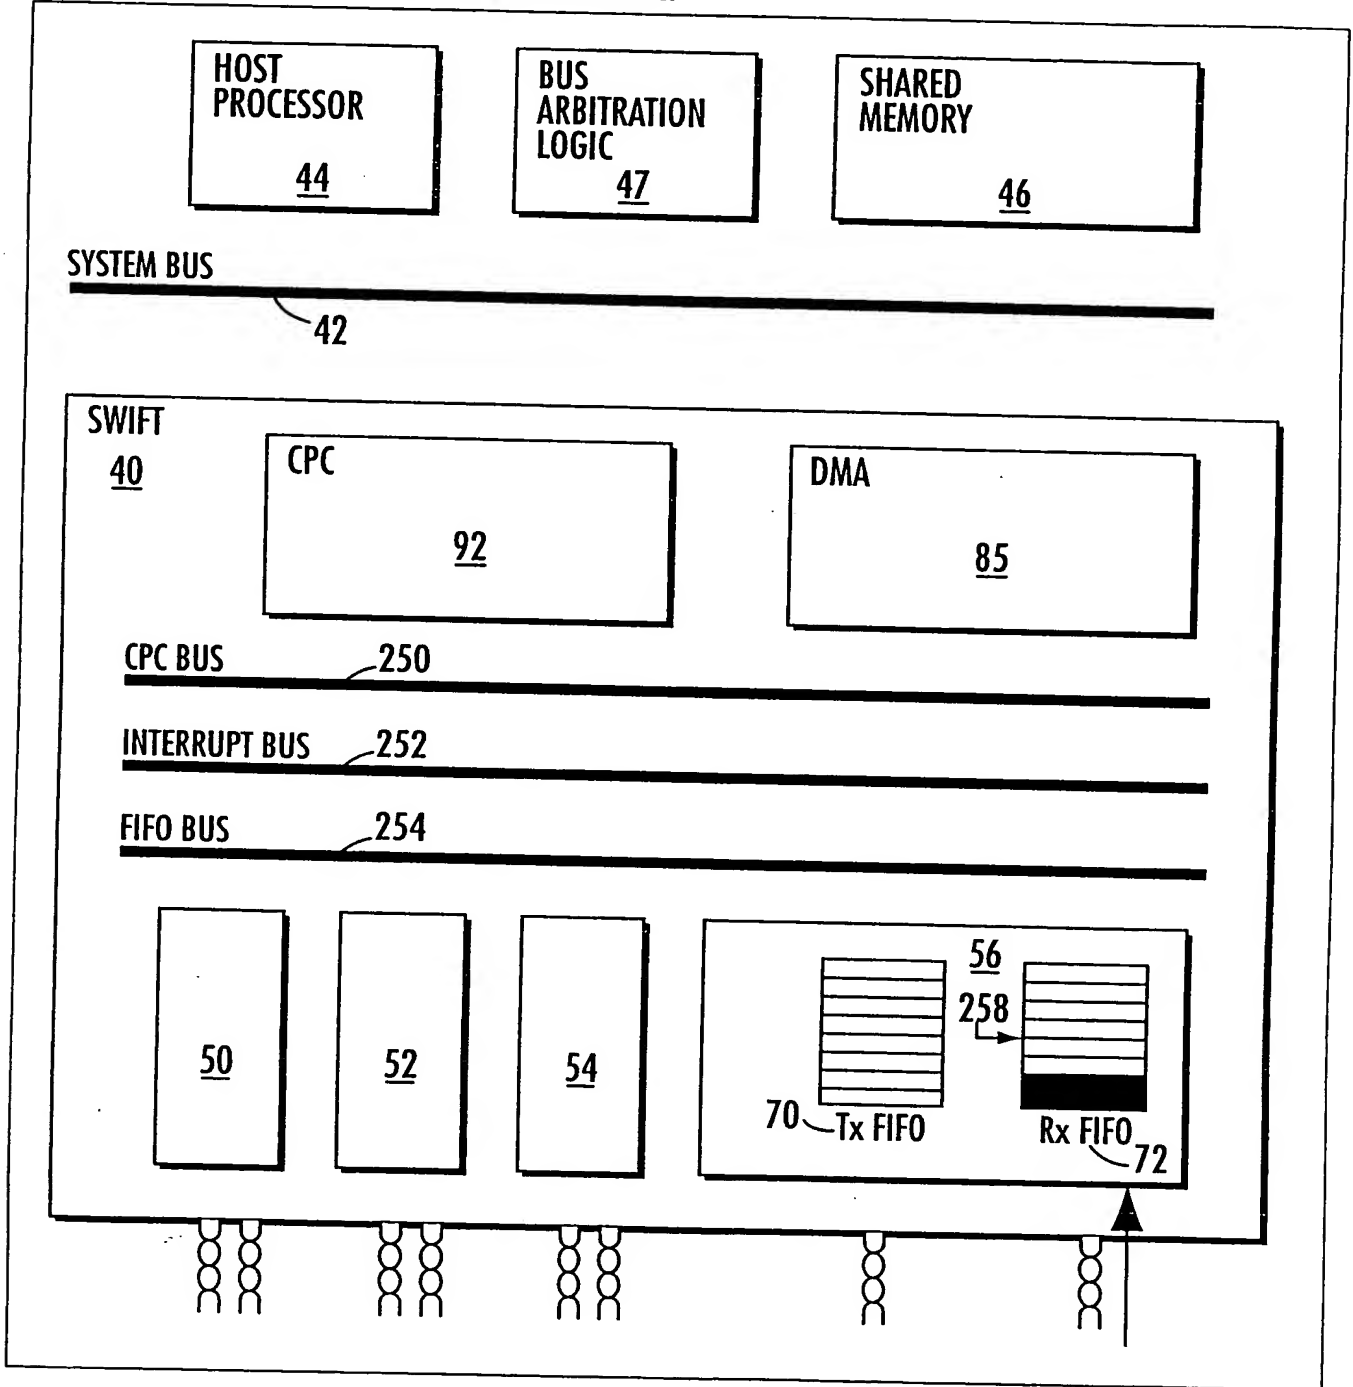 HOST
PROCESSOR
44
BUS
ARBITRATION
LOGIC
47
SHARED
MEMORY
46
SYSTEM BUS
42
SWIFT
40
CPC
92
DMA
85
CPC BUS
250
INTERRUPT BUS
252
FIFO BUS
254
50
52
54
56
258
70
Tx FIFO
Rx FIFO
72